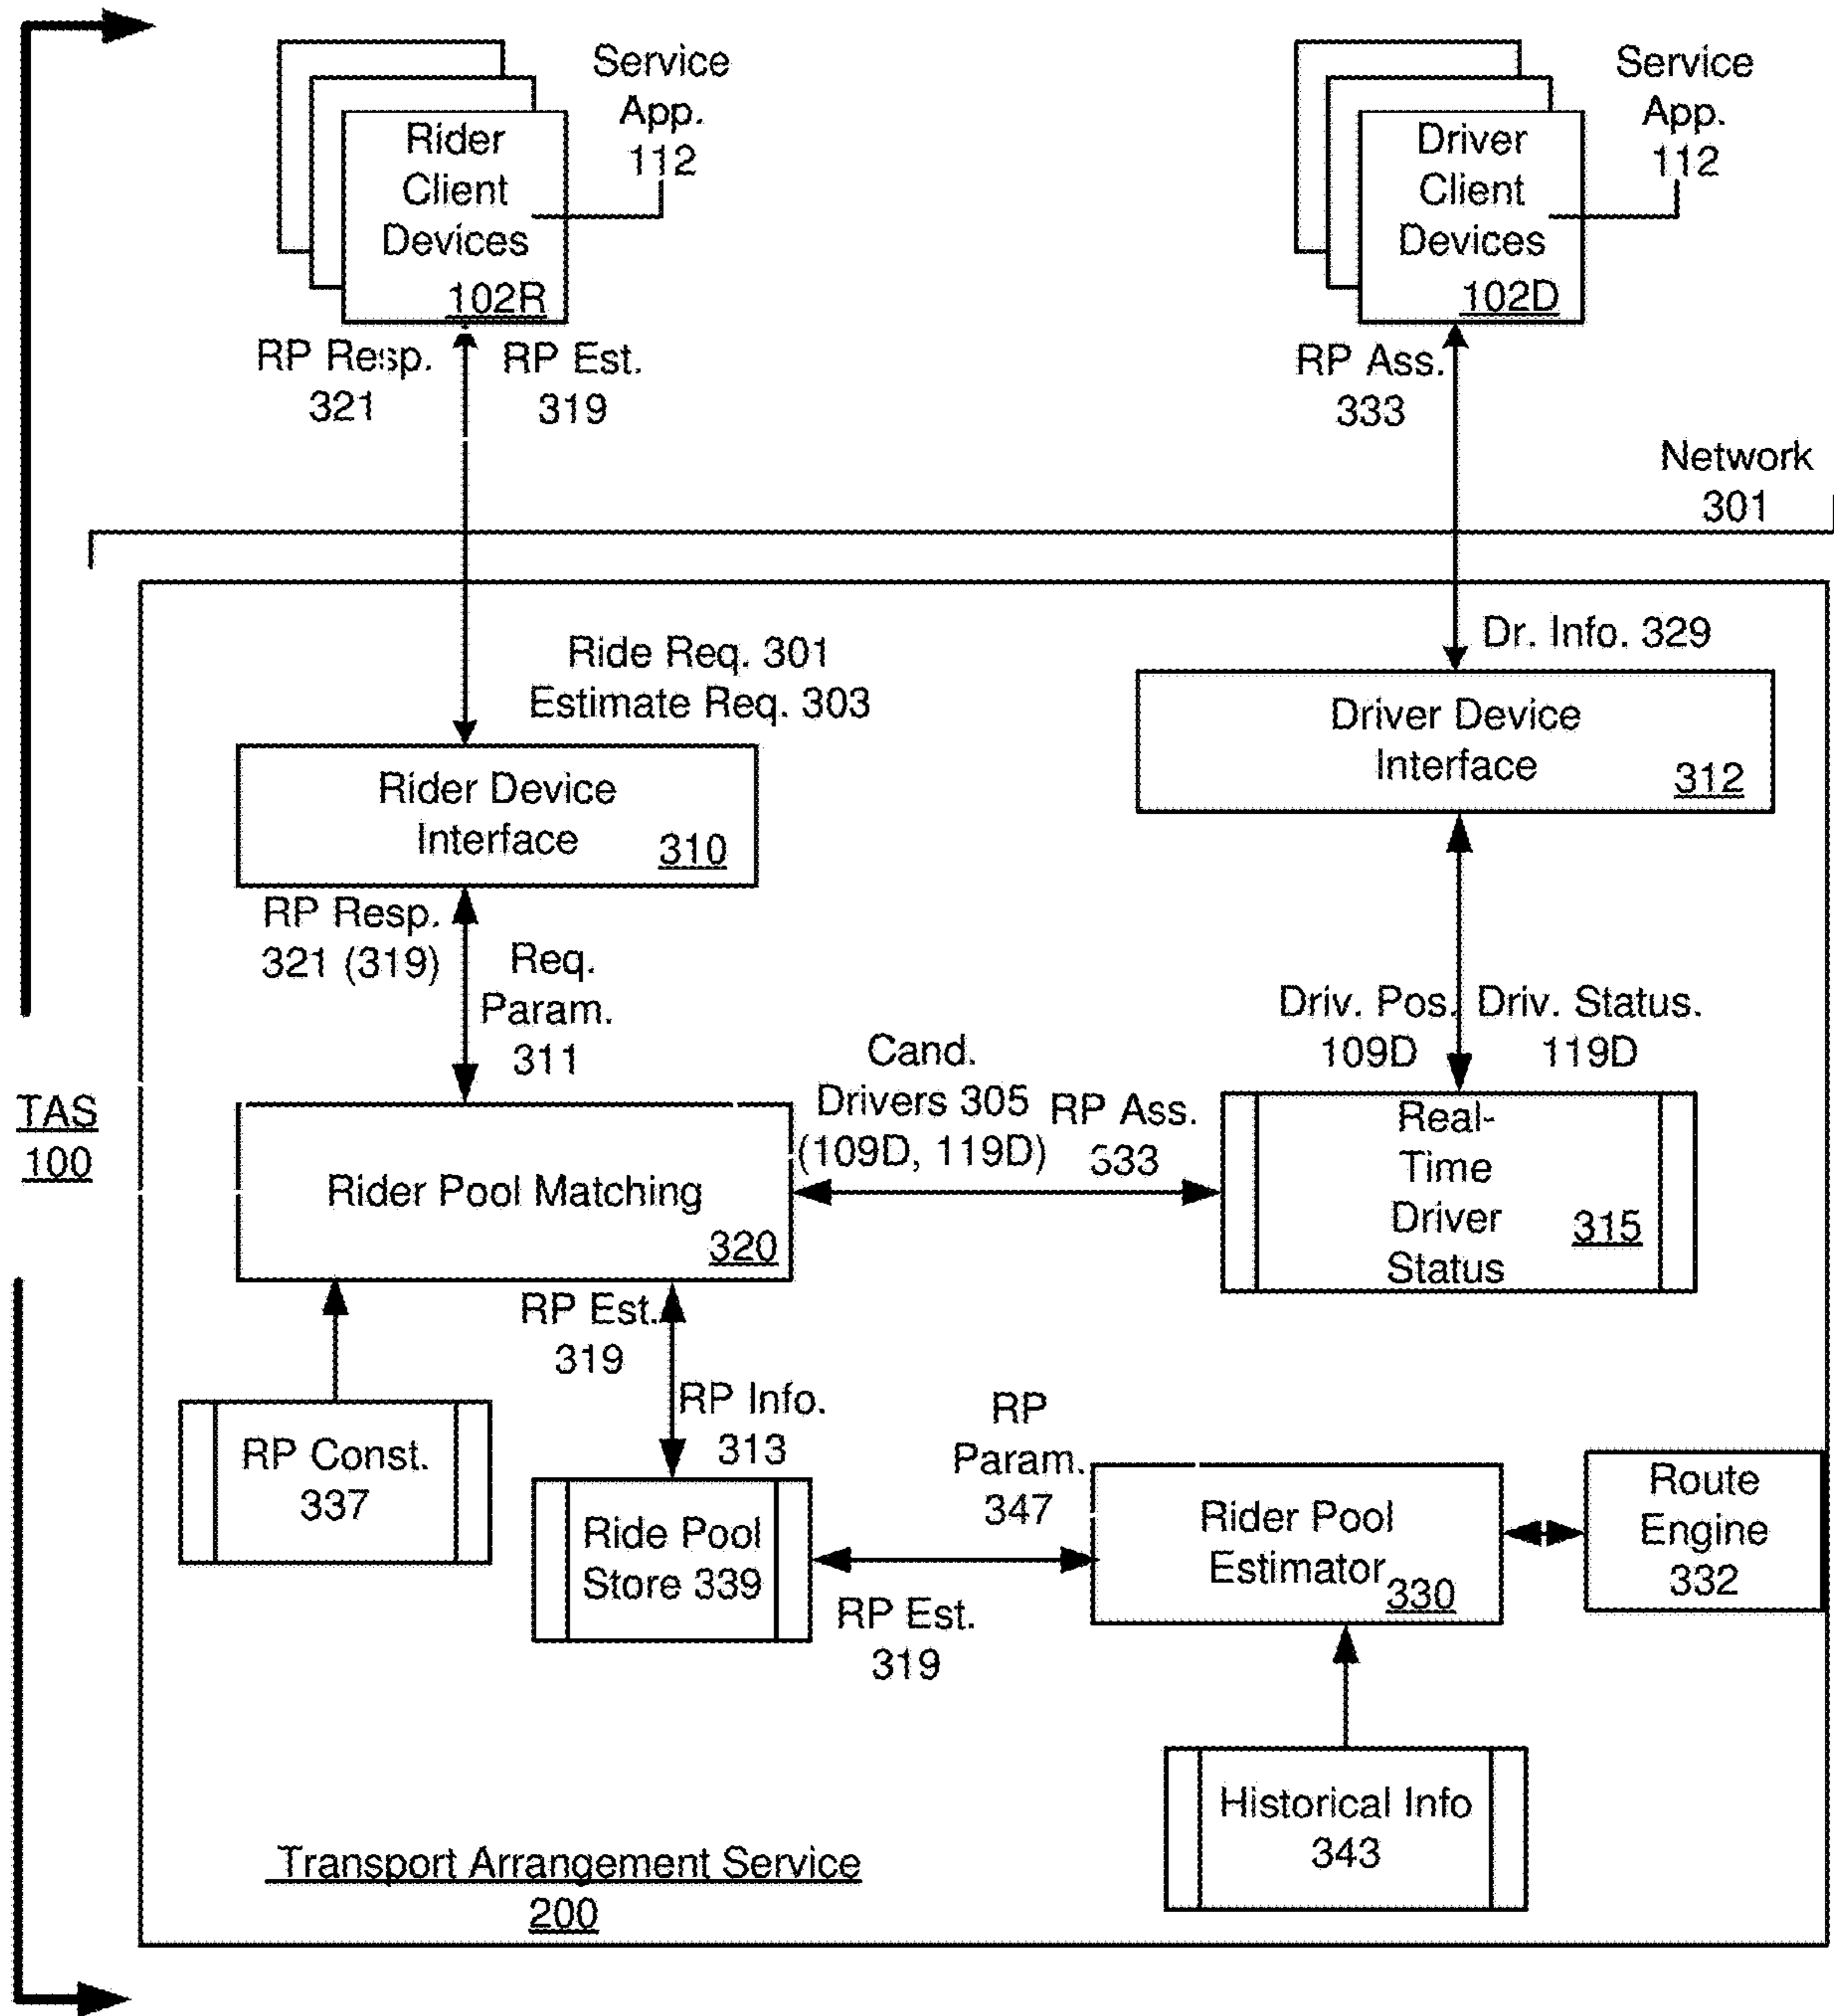 Service
App.
112
Rider
Client
Devices
102R
Service
App.
112
Driver
Client
Devices
102D
RP Resp.
321
RP Est.
319
RP Ass.
333
Network
301
Ride Req. 301
Estimate Req. 303
Dr. Info. 329
Rider Device
Interface
310
Driver Device
Interface
312
RP Resp.
321 (319)
Req.
Param.
311
Driv. Pos.
109D
Driv. Status.
119D
TAS
100
Cand.
Drivers 305
(109D, 119D)
RP Ass.
333
Rider Pool Matching
320
Real-
Time
Driver
Status
315
RP Est.
319
RP Info.
313
RP Const.
337
Ride Pool
Store 339
RP
Param.
347
RP Est.
319
Rider Pool
Estimator
330
Route
Engine
332
Historical Info
343
Transport Arrangement Service
200